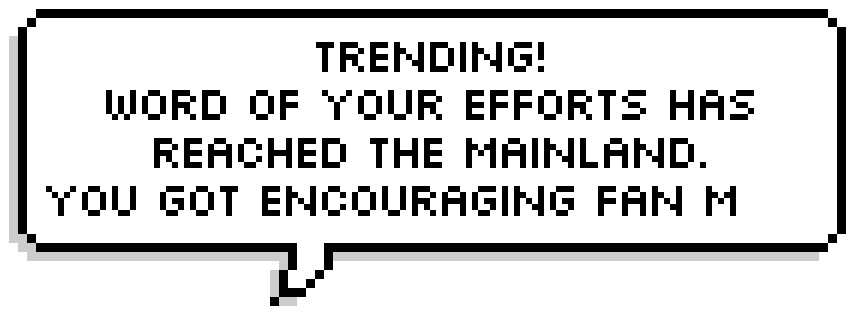 TRENDING!
WORD OF YOUR EFFORTS HAS
REACHED THE MAINLAND.
YOU GOT ENCOURAGING FAN M